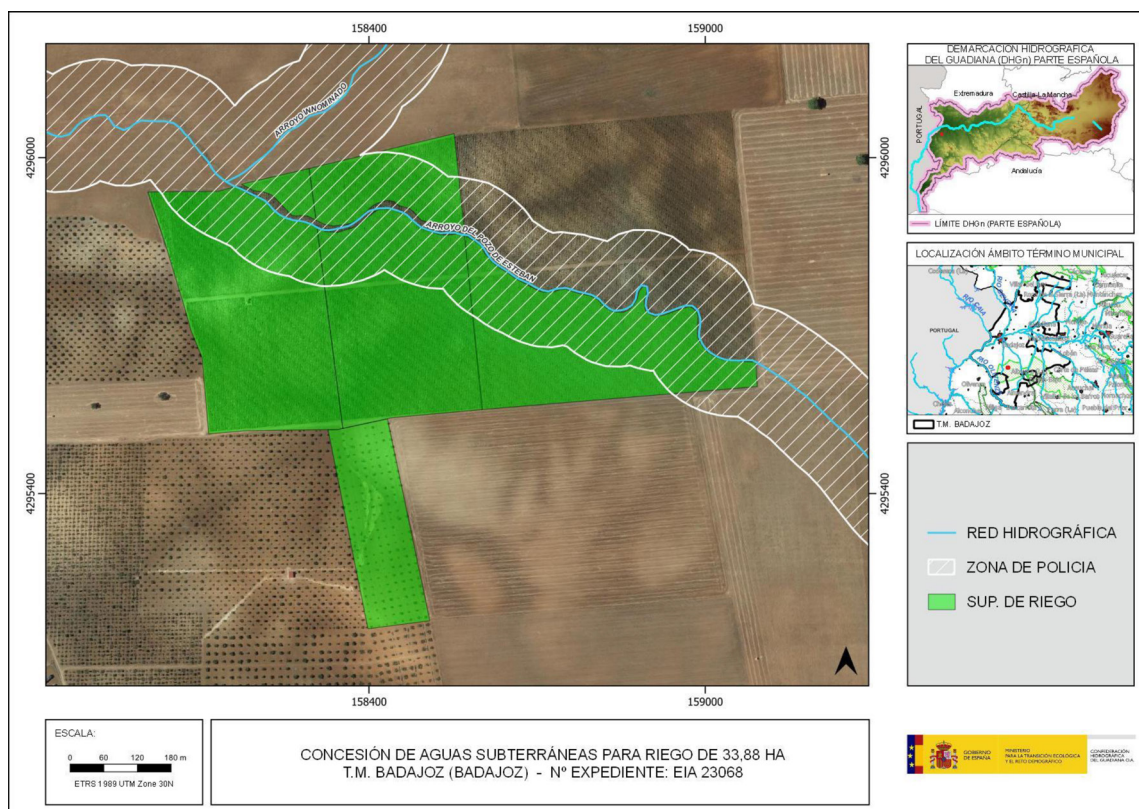 158400
159000
4296000
4296000
4295400
4295400
158400
159000
ARROYO INNOMINADO
ARROYO DEL POZO DE ESTEBAN
DEMARCACIÓN HIDROGRÁFICA
DEL GUADIANA (DHGn) PARTE ESPAÑOLA
Extremadura
Castilla-La Mancha
PORTUGAL
Andalucía
LÍMITE DHGn (PARTE ESPAÑOLA)
LOCALIZACIÓN ÁMBITO TÉRMINO MUNICIPAL
RIO CAIA
PORTUGAL
T.M. BADAJOZ
RED HIDROGRÁFICA
ZONA DE POLICIA
SUP. DE RIEGO
ESCALA:
0 60 120 180 m
ETRS 1989 UTM Zone 30N
CONCESIÓN DE AGUAS SUBTERRÁNEAS PARA RIEGO DE 33,88 HA
T.M. BADAJOZ (BADAJOZ) - Nº EXPEDIENTE: EIA 23068
GOBIERNO
DE ESPAÑA
MINISTERIO
PARA LA TRANSICIÓN ECOLÓGICA
Y EL RETO DEMOGRÁFICO
CONFEDERACIÓN
HIDROGRÁFICA
DEL GUADIANA O.A.